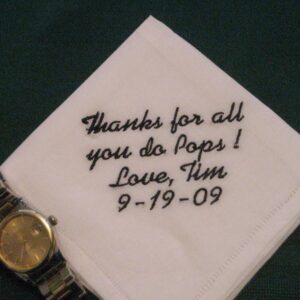 Thanks for all
you do Pops !
Love, Tim
9-19-09